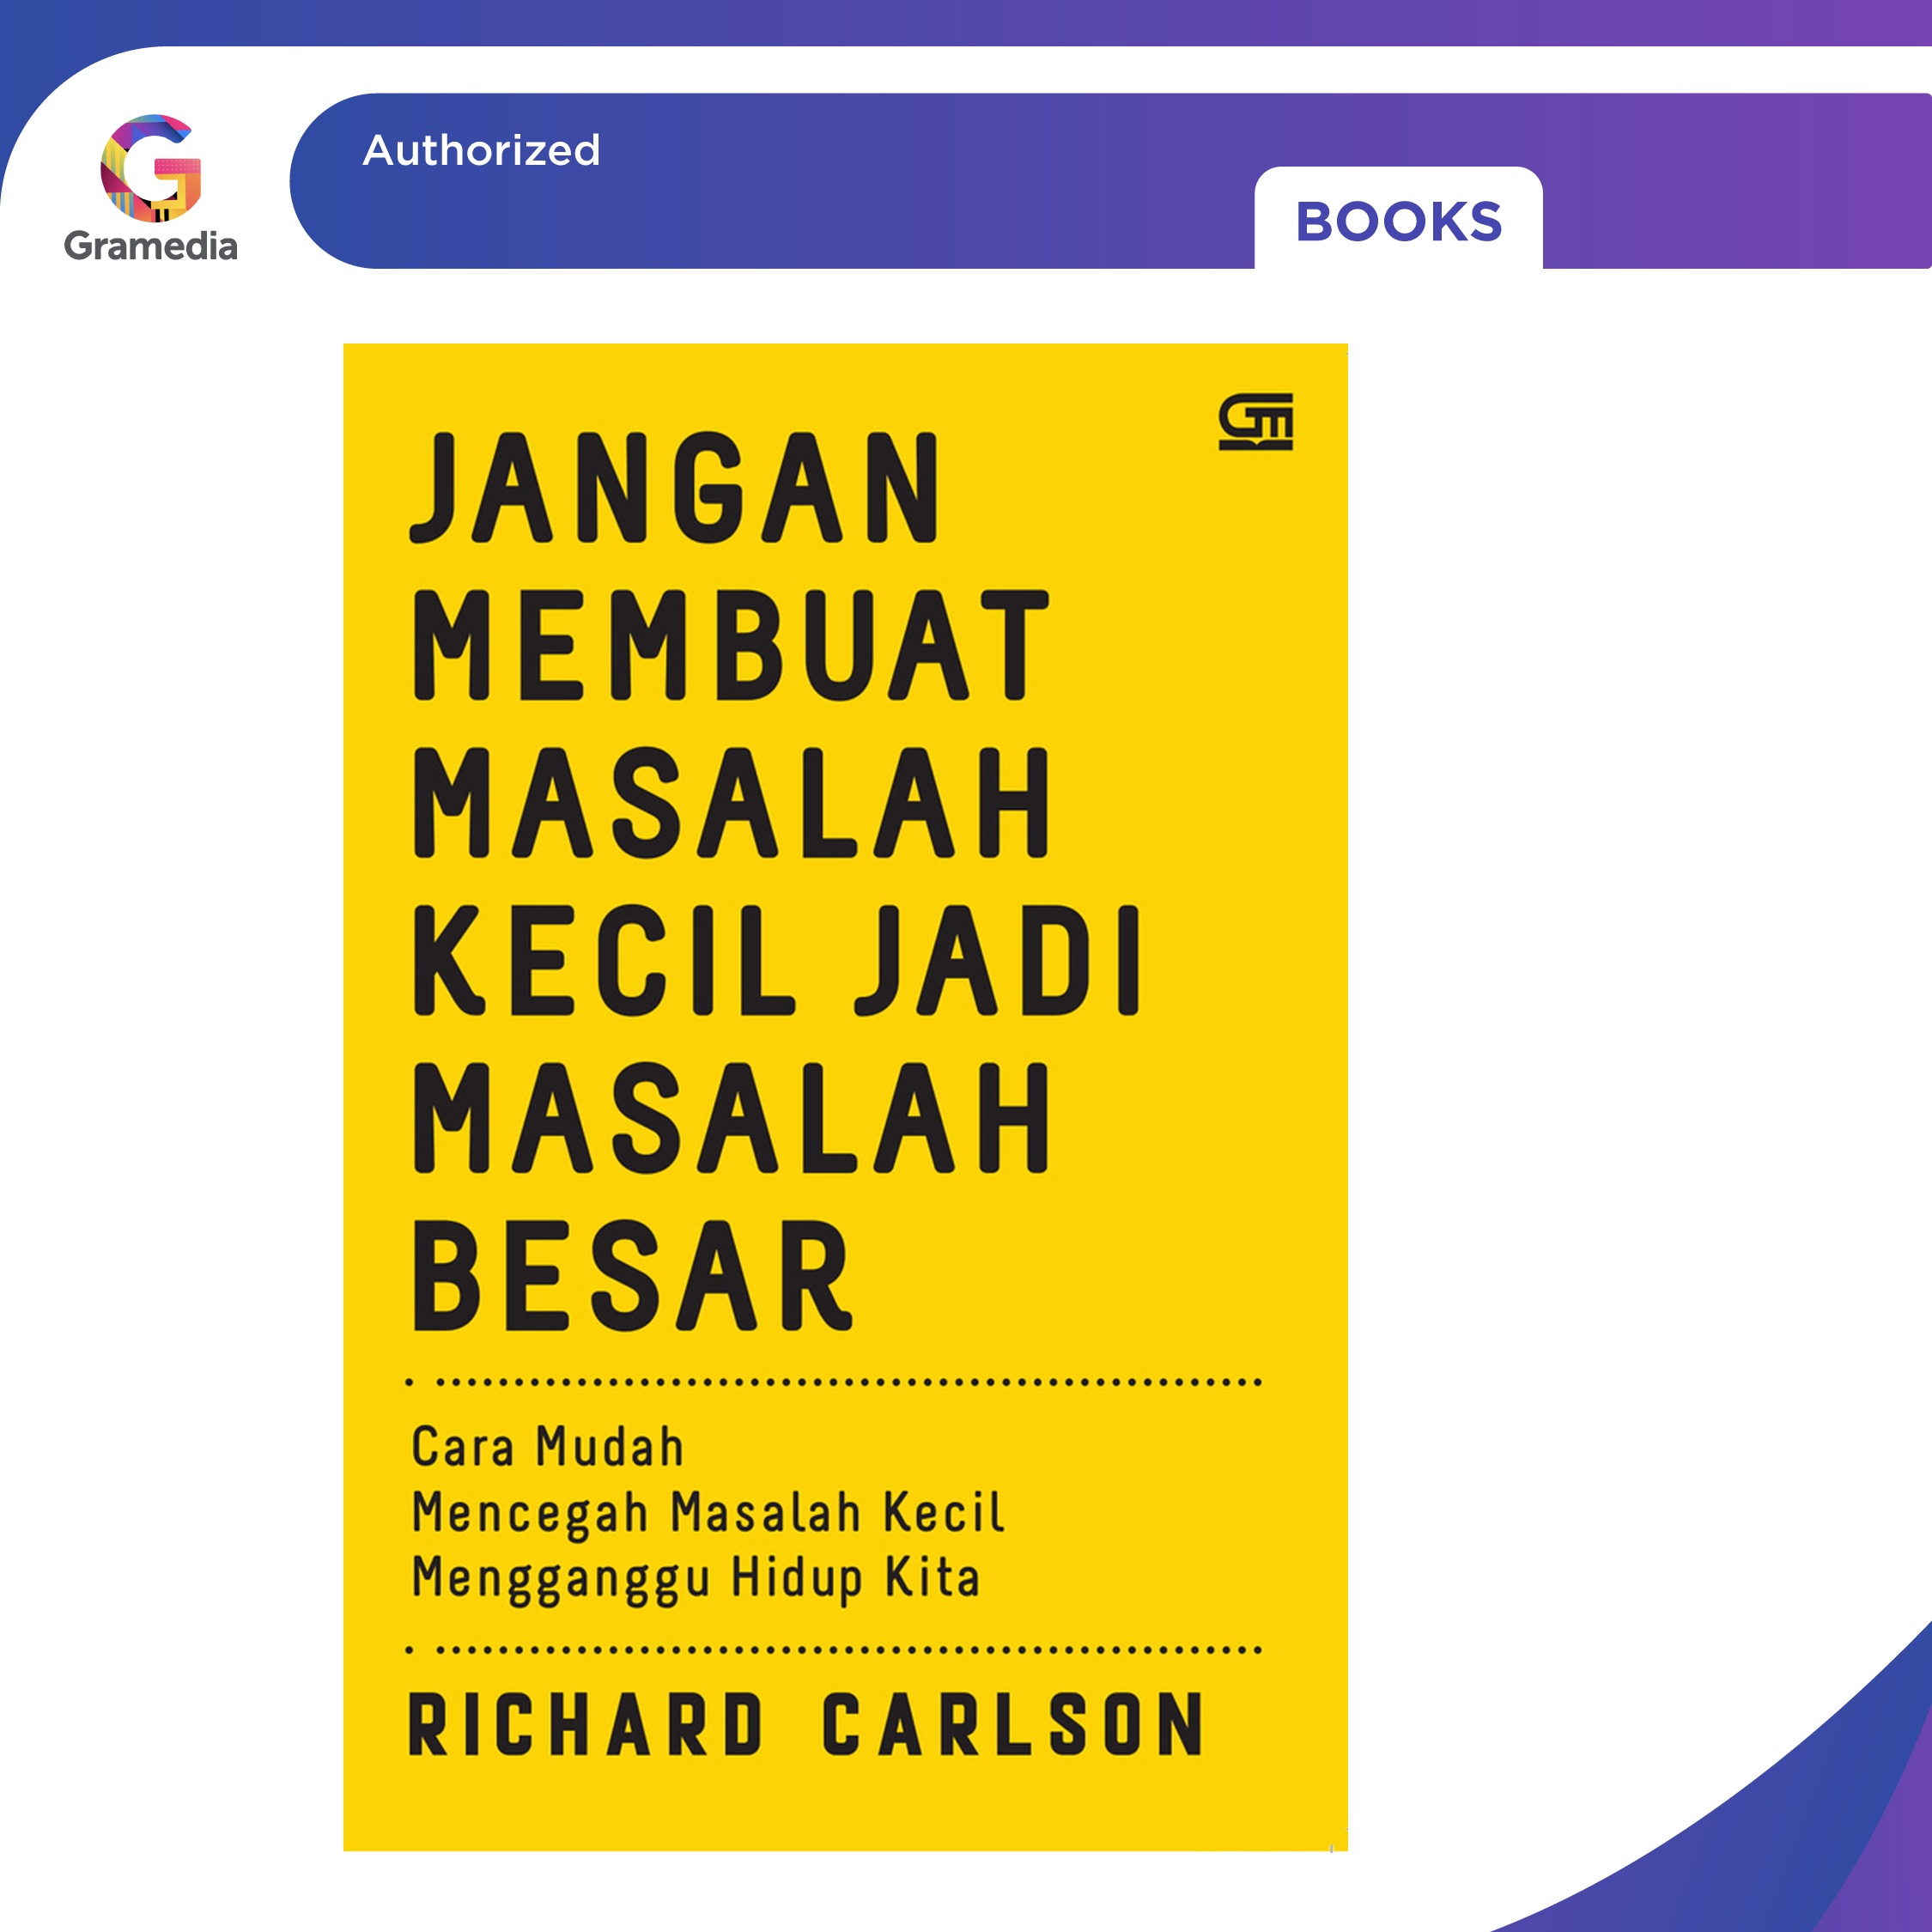 Authorized
BOOKS
Gramedia
JANGAN
MEMBUAT
MASALAH
KECIL JADI
MASALAH
BESAR
Cara Mudah
Mencegah Masalah Kecil
Mengganggu Hidup Kita
RICHARD CARLSON